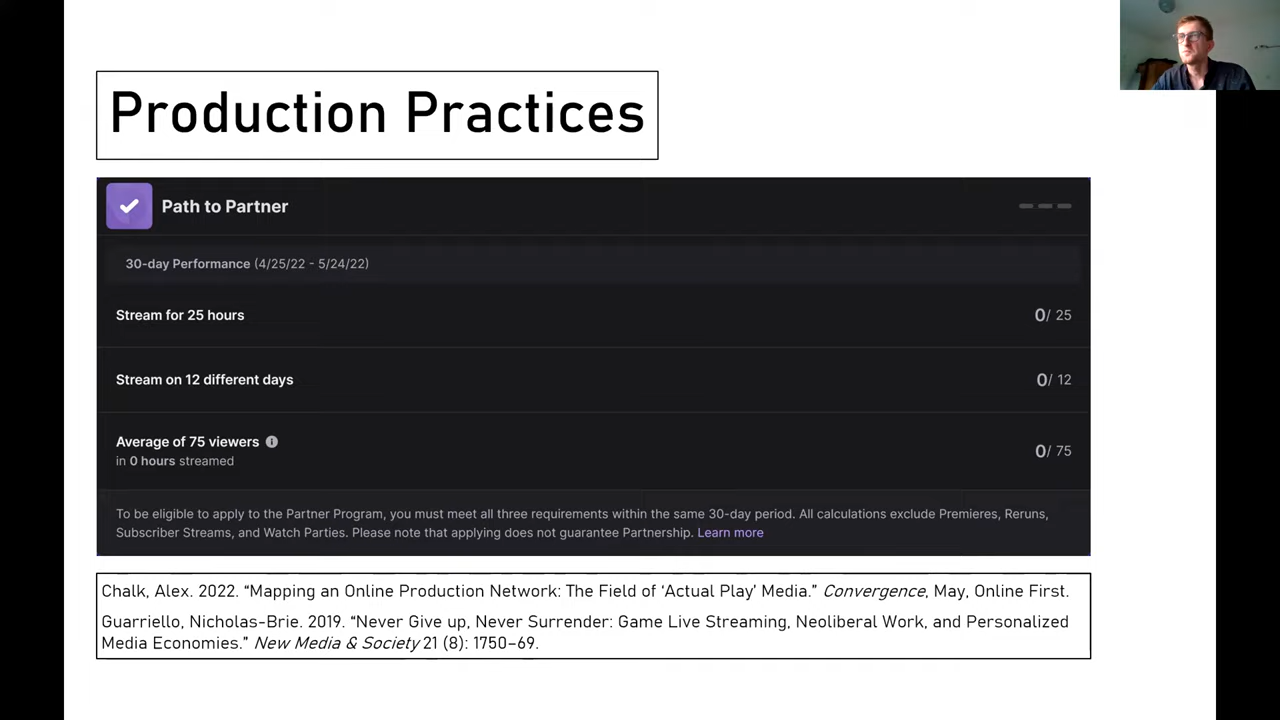 Production Practices
Path to Partner
30-day Performance (4/25/22 - 5/24/22)
Stream for 25 hours 0/ 25
Stream on 12 different days 0/ 12
Average of 75 viewers
in 0 hours streamed 0/ 75
To be eligible to apply to the Partner Program, you must meet all three requirements within the same 30-day period. All calculations exclude Premieres, Reruns,
Subscriber Streams, and Watch Parties. Please note that applying does not guarantee Partnership. Learn more
Chalk, Alex. 2022. “Mapping an Online Production Network: The Field of ‘Actual Play’ Media.” Convergence, May, Online First.
Guarriello, Nicholas-Brie. 2019. “Never Give up, Never Surrender: Game Live Streaming, Neoliberal Work, and Personalized
Media Economies.” New Media & Society 21 (8): 1750–69.